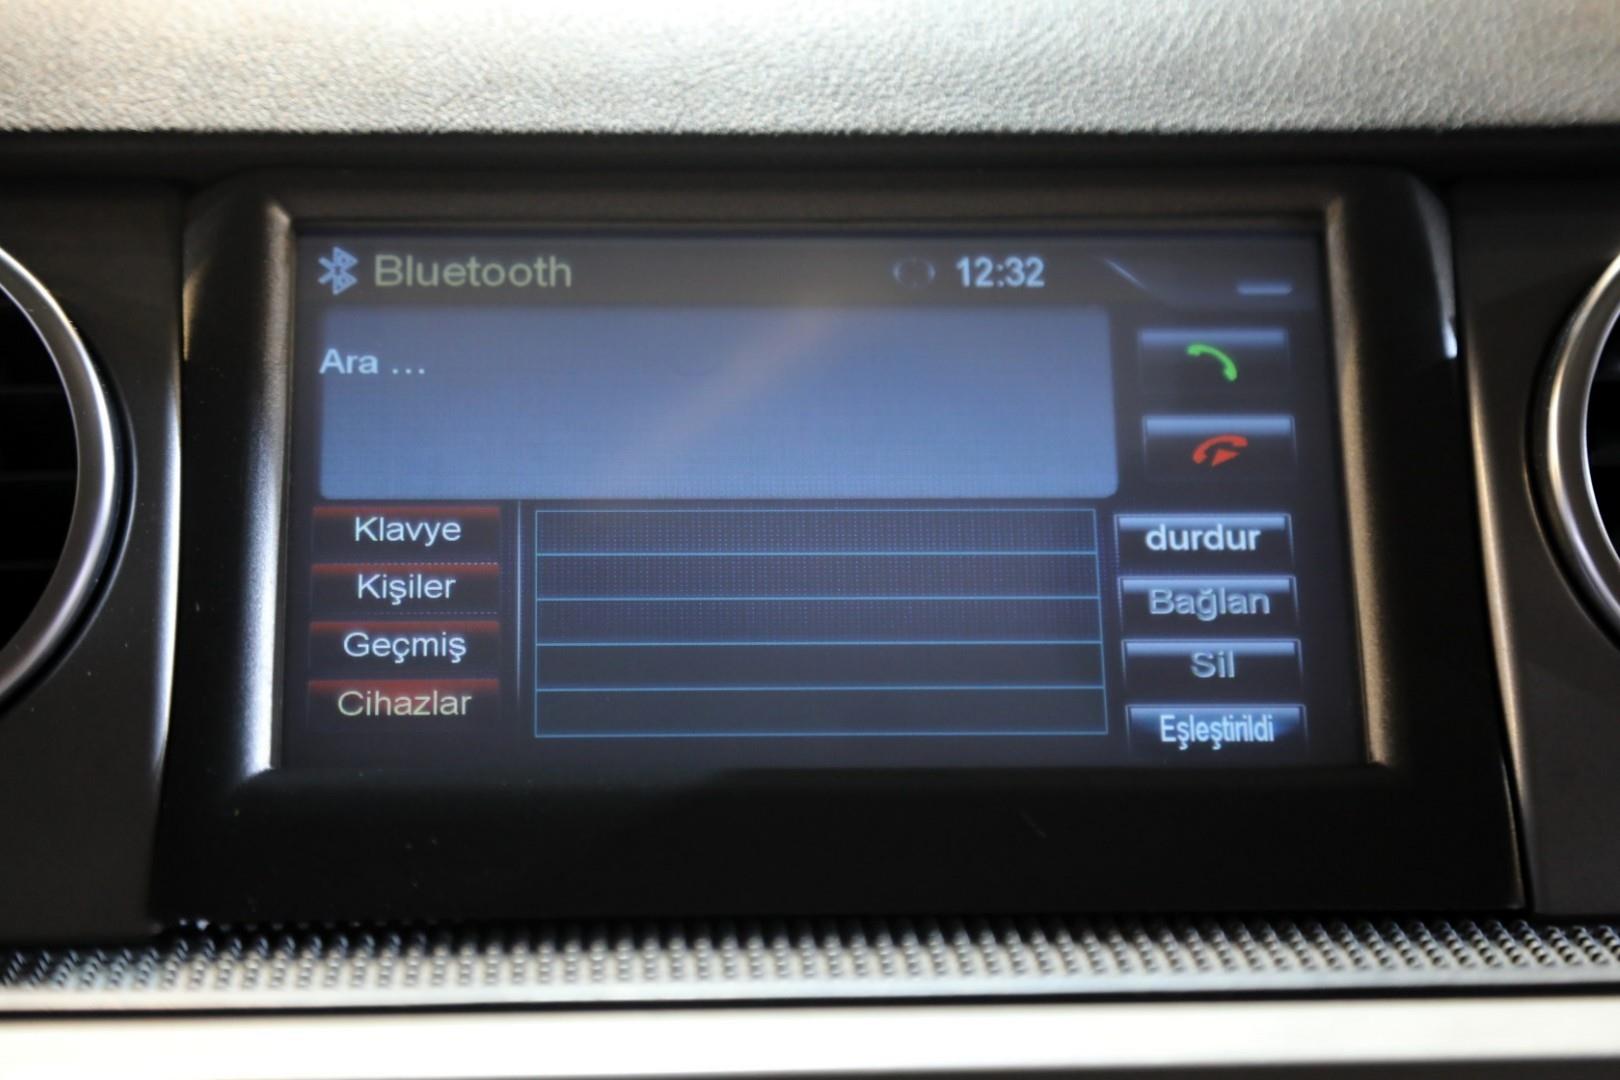 Bluetooth 12:32
Ara ...
Klavye
Kişiler
Geçmiş
Cihazlar
durdur
Bağlan
Sil
Eşleştirildi